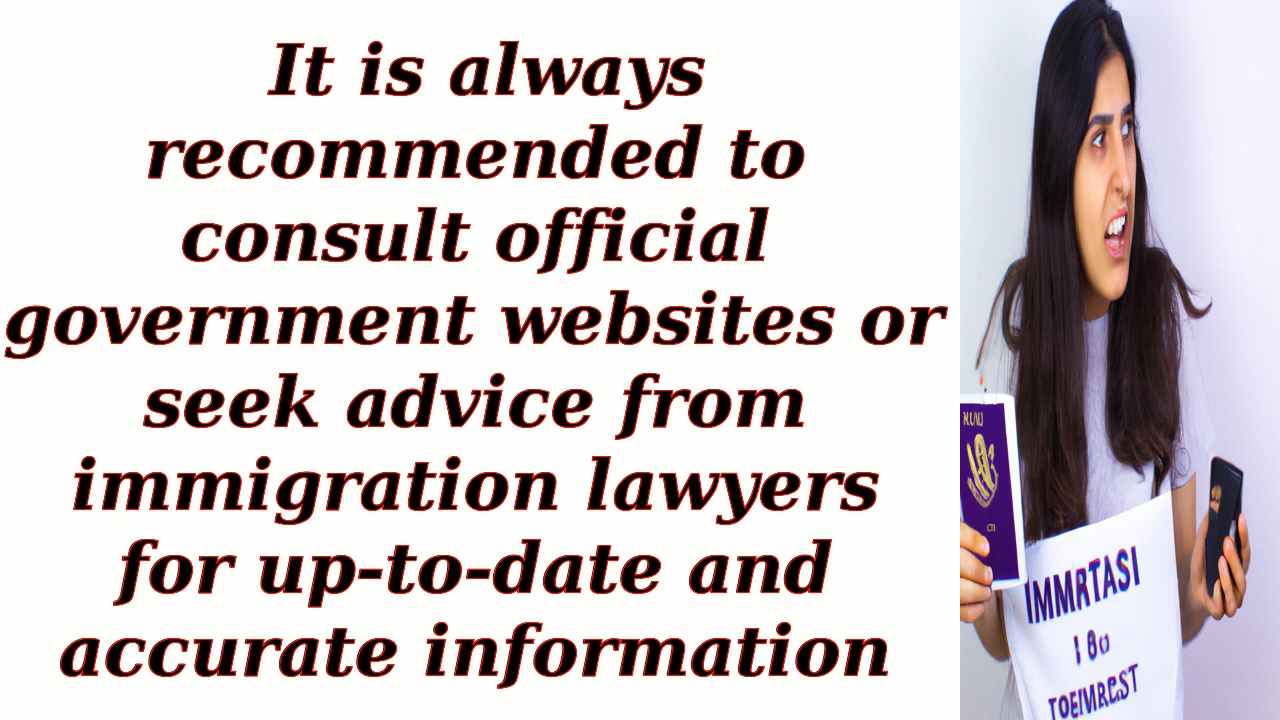 It is always
recommended to
consult official
government websites or
seek advice from
immigration lawyers
for up-to-date and
accurate information
IMMRTASI